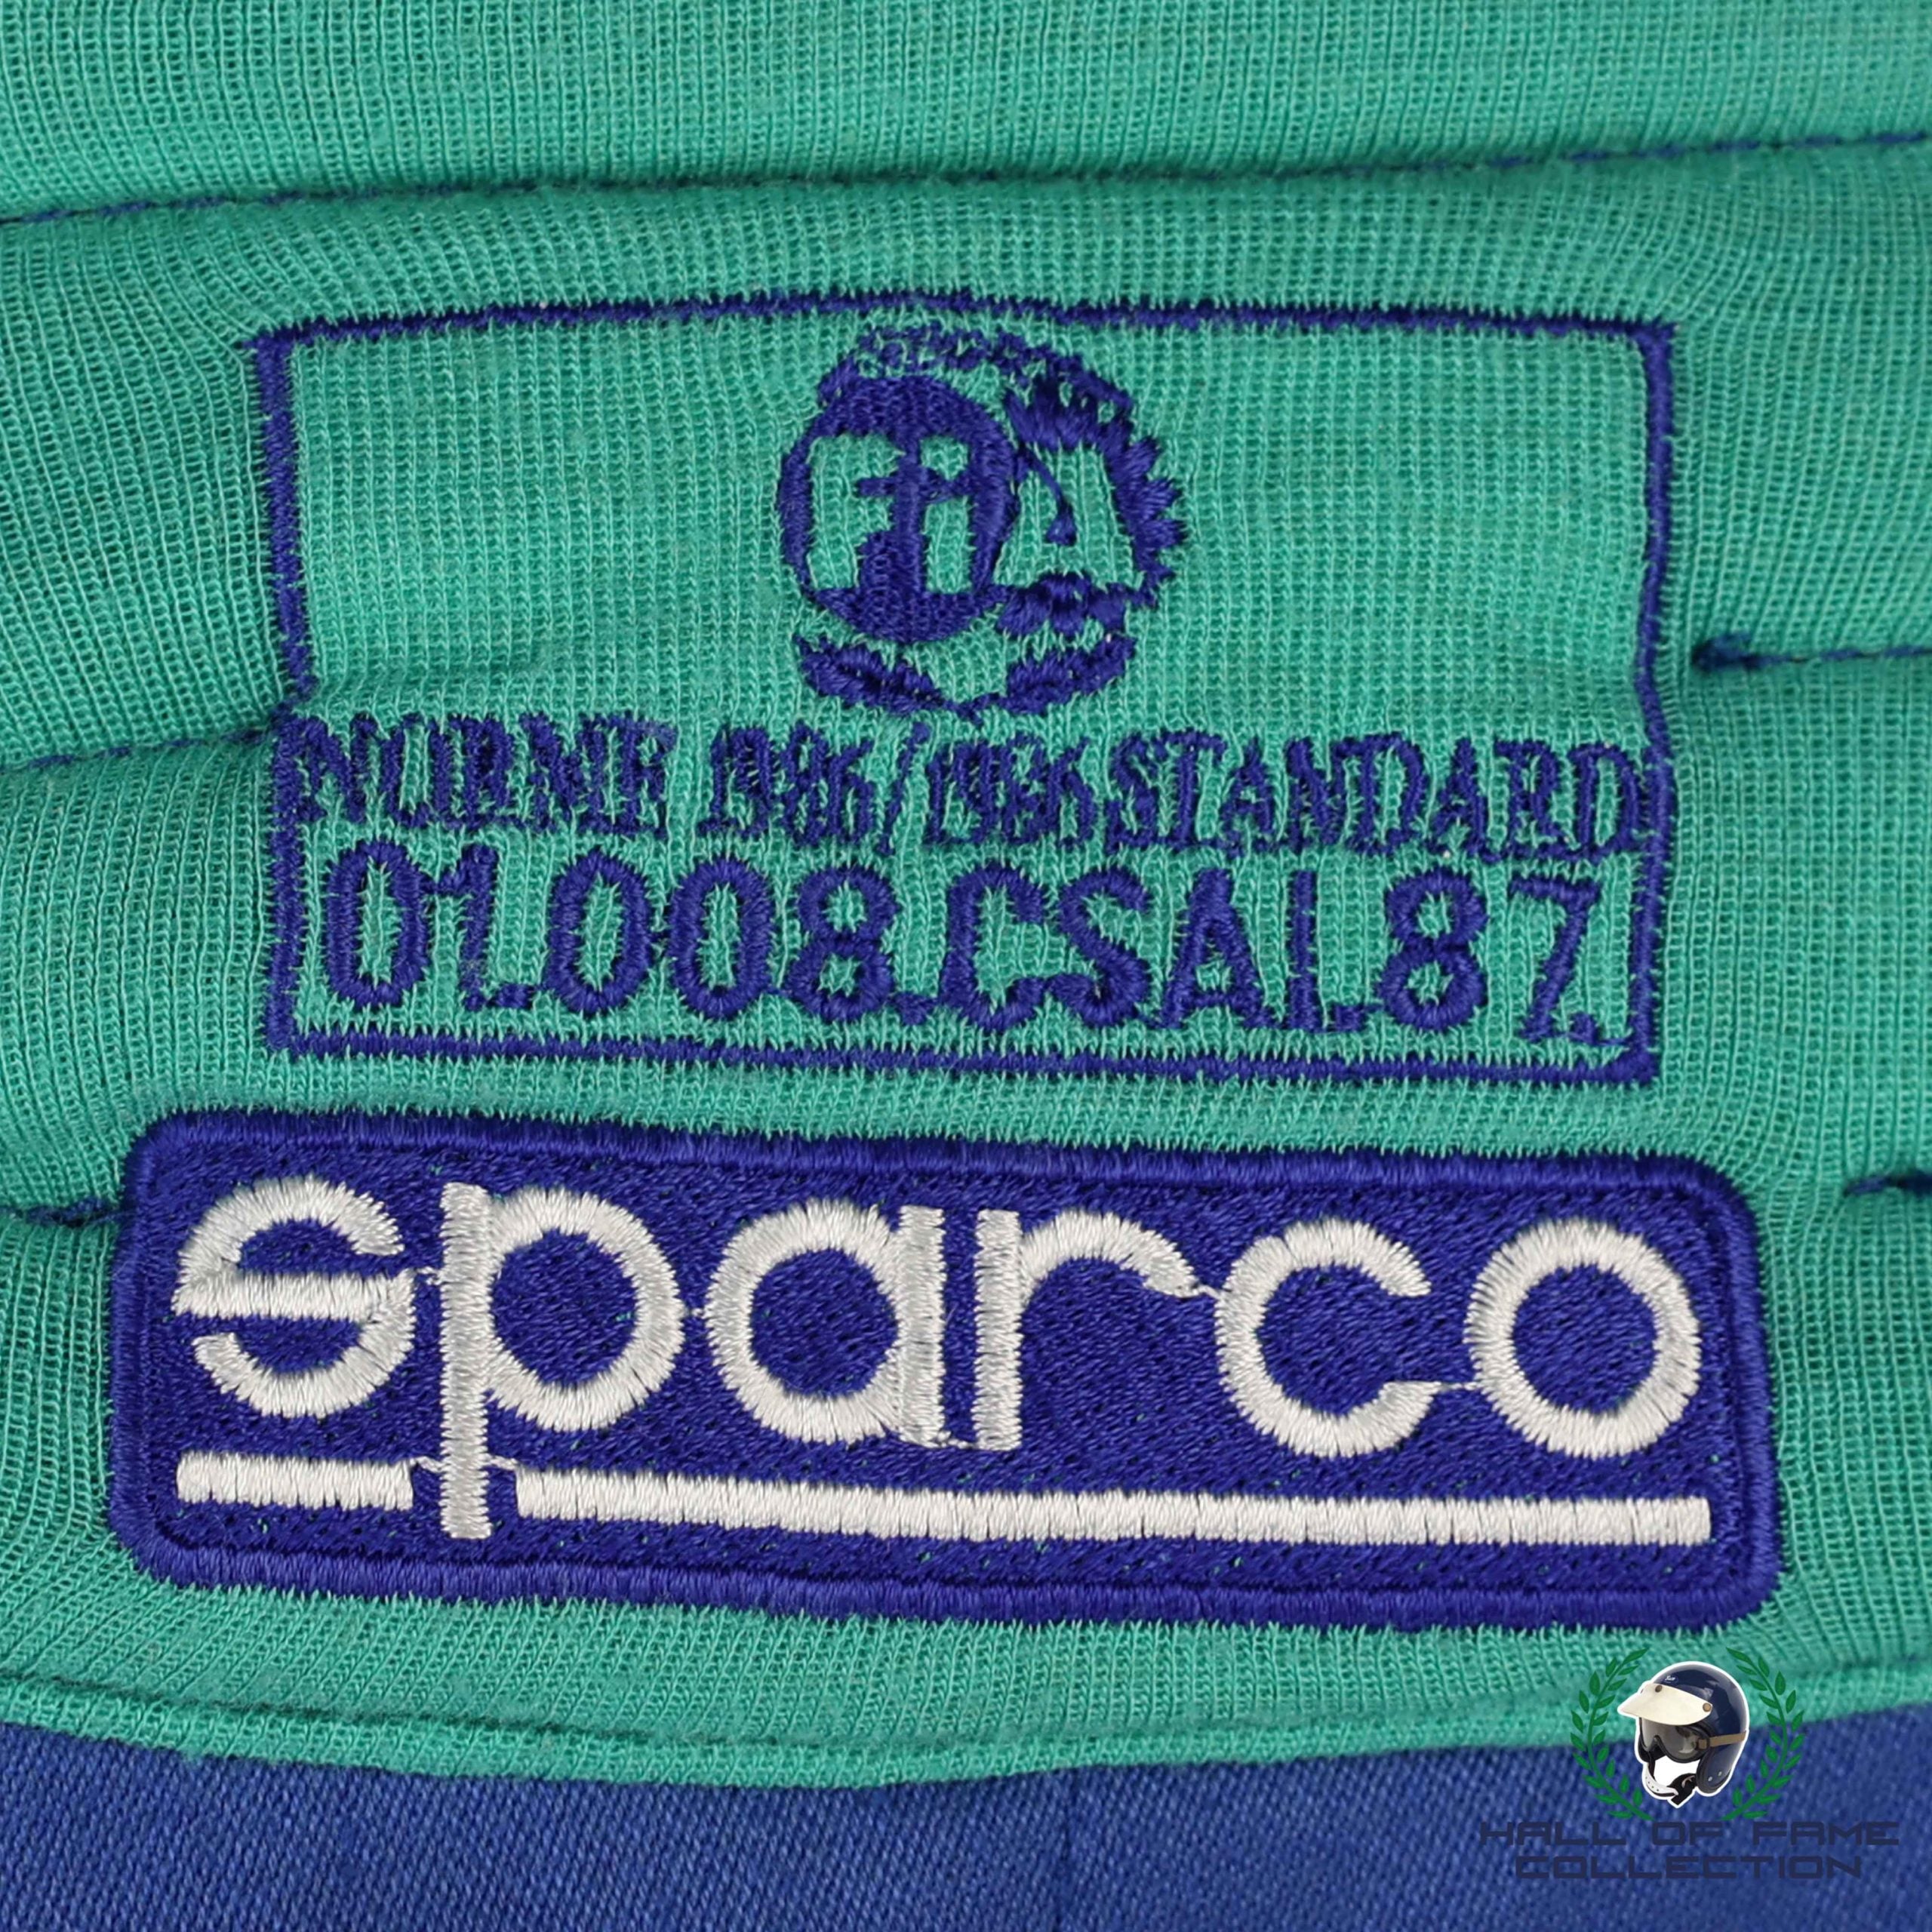 FiA
NORME 1986/1986 STANDARD
01.008.CSAI.87.
sparco
HALL OF FAME
COLLECTION